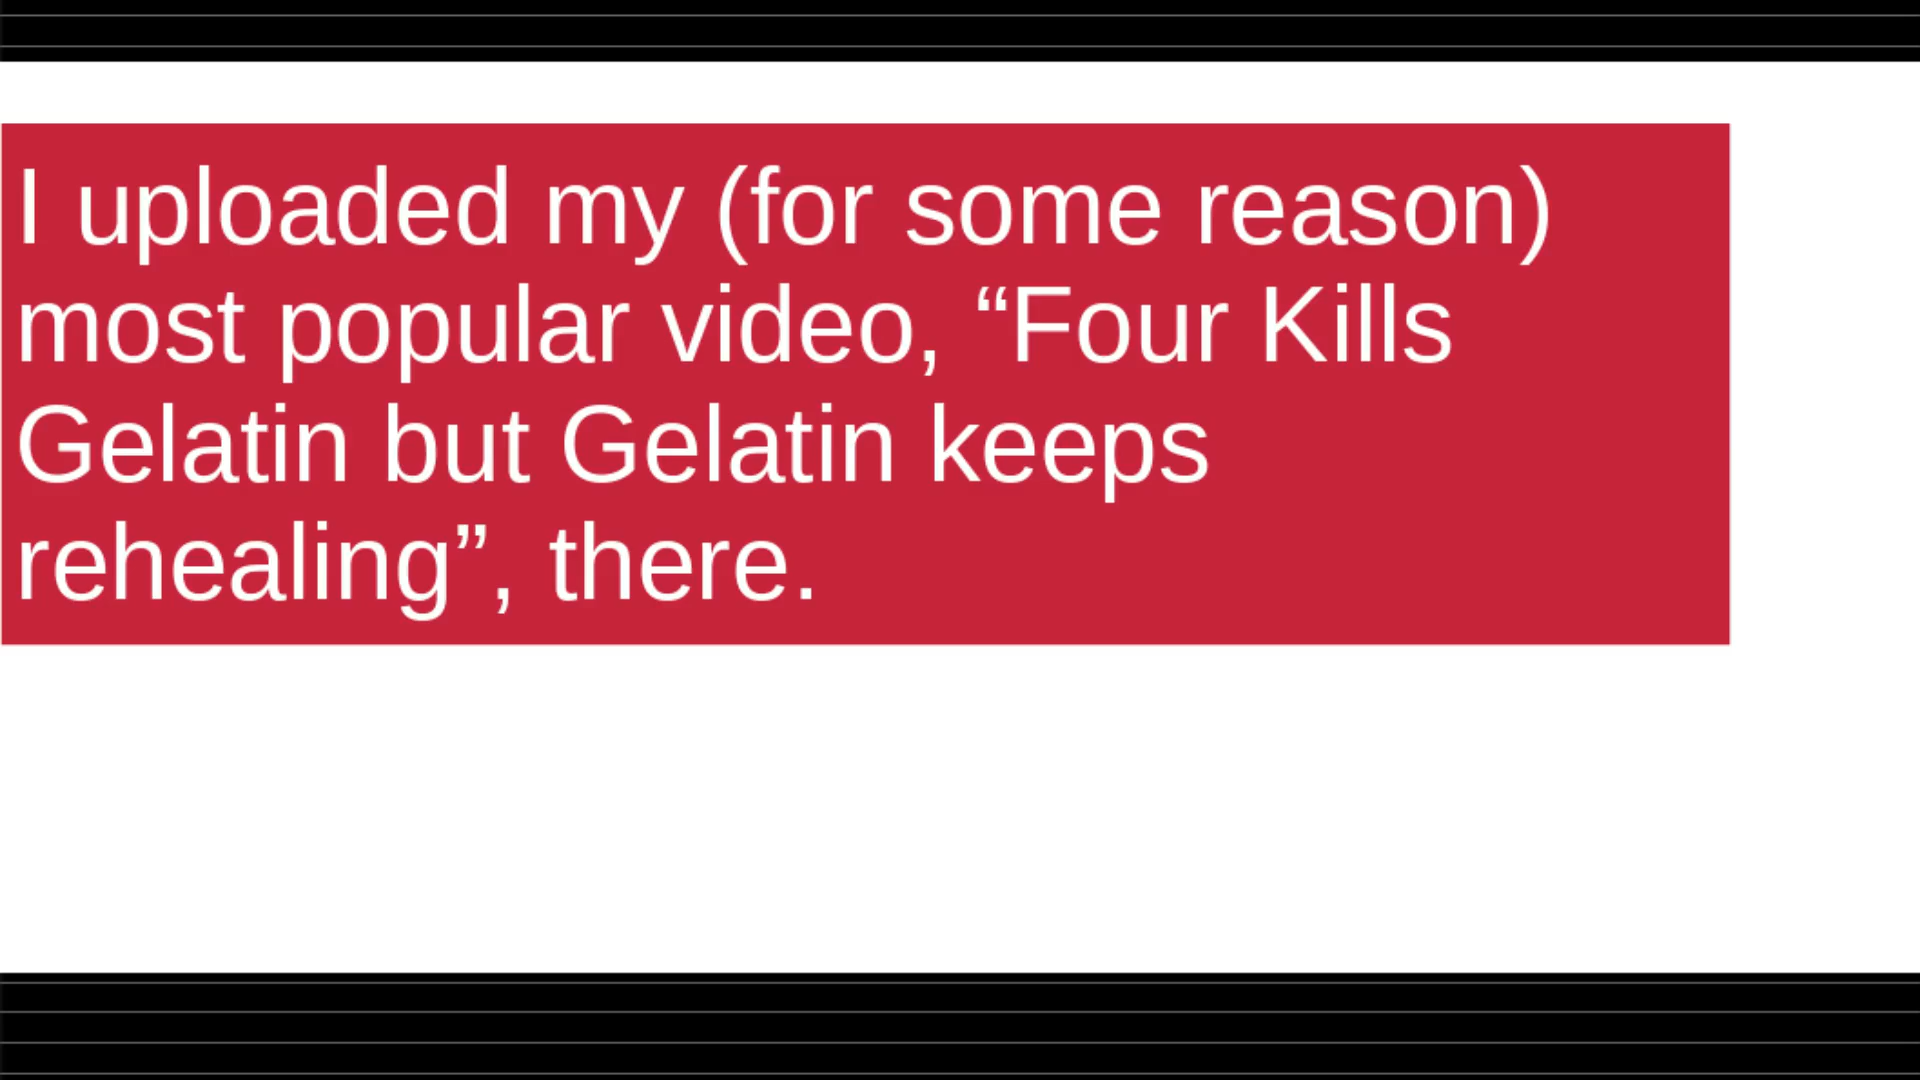 I uploaded my (for some reason)
most popular video, “Four Kills
Gelatin but Gelatin keeps
rehealing”, there.